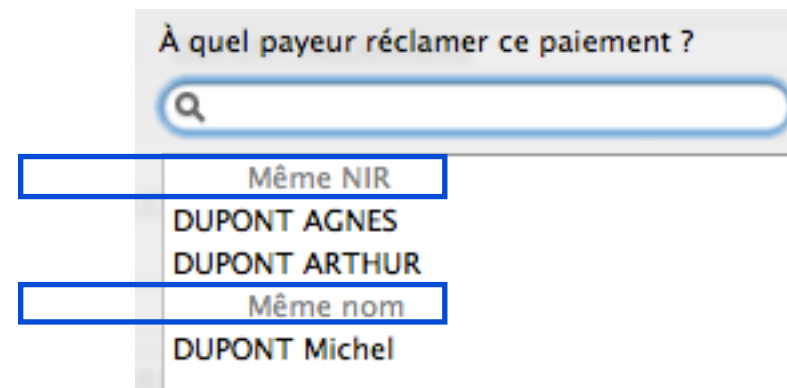 À quel payeur réclamer ce paiement ?
Même NIR
DUPONT AGNES
DUPONT ARTHUR
Même nom
DUPONT Michel